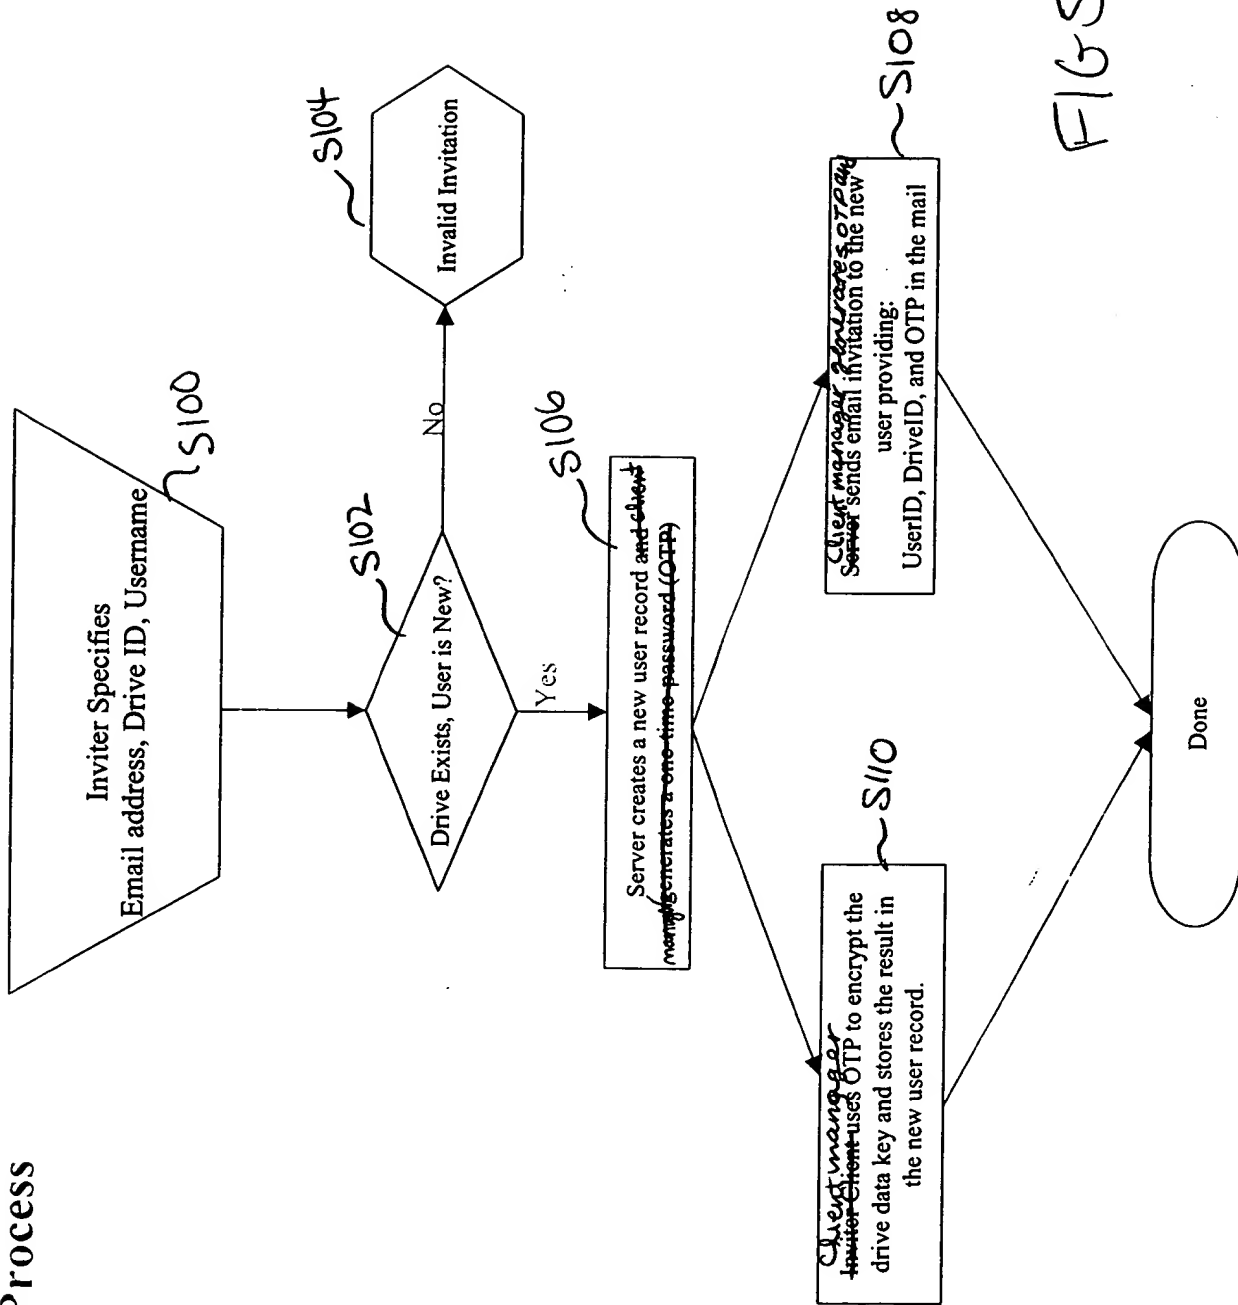 Process
Inviter Specifies
Email address, Drive ID, Username
S100
Drive Exists, User is New?
S102
No
Invalid Invitation
S104
Yes
Server creates a new user record and client
generates a one-time password (OTP)
S106
Client manager generates OTP and
Server sends email invitation to the new
user providing:
UserID, DriveID, and OTP in the mail
S108
Client manager
Inviter Client uses OTP to encrypt the
drive data key and stores the result in
the new user record.
S110
Done